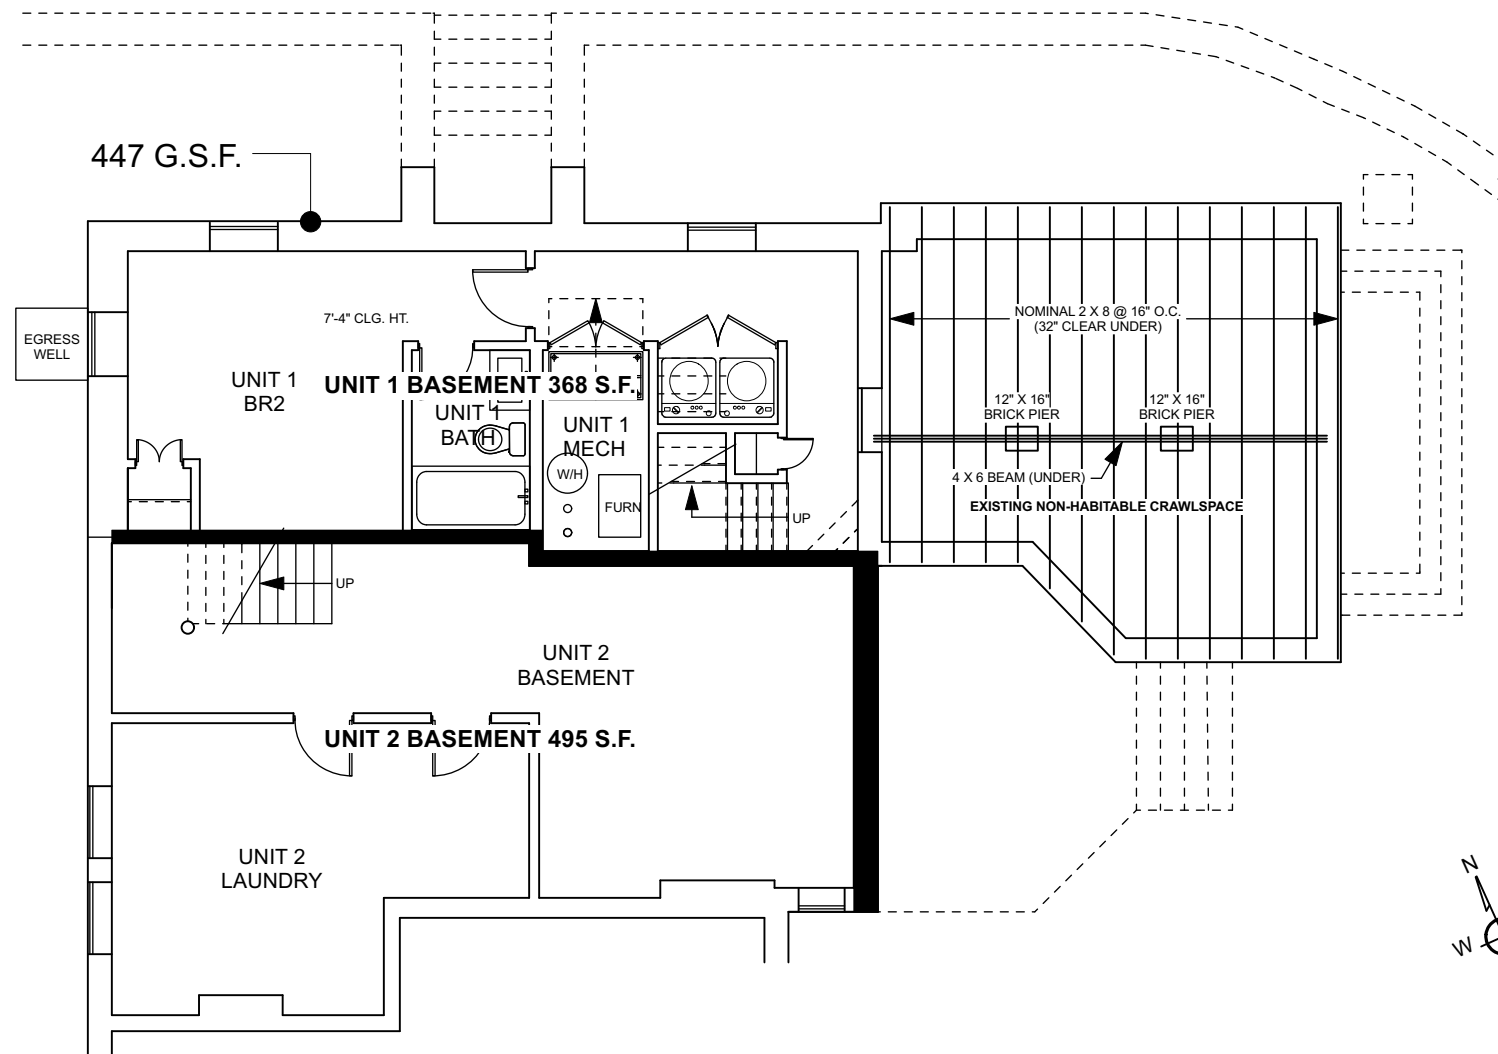 447 G.S.F.
EGRESS
WELL
7'-4" CLG. HT.
UNIT 1
BR2
UNIT 1 BASEMENT 368 S.F.
UNIT 1
BATH
UNIT 1
MECH
W/H
FURN
UP
NOMINAL 2 X 8 @ 16" O.C.
(32" CLEAR UNDER)
12" X 16"
BRICK PIER
12" X 16"
BRICK PIER
4 X 6 BEAM (UNDER)
EXISTING NON-HABITABLE CRAWLSPACE
UP
UNIT 2
BASEMENT
UNIT 2 BASEMENT 495 S.F.
UNIT 2
LAUNDRY
N
W